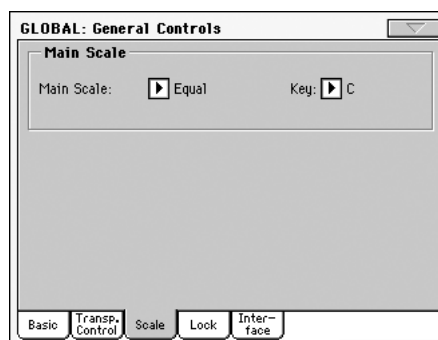 GLOBAL: General Controls
Main Scale
Main Scale: Equal Key: C
Basic Transp. Control Scale Lock Inter-face